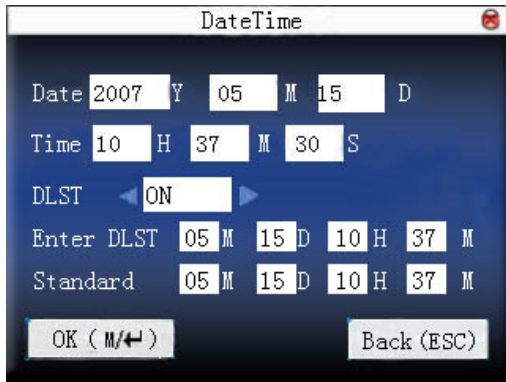 DateTime
Date 2007 Y 05 M 15 D
Time 10 H 37 M 30 S
DLST ON
Enter DLST 05 M 15 D 10 H 37 M
Standard 05 M 15 D 10 H 37 M
OK (M/↵) Back (ESC)